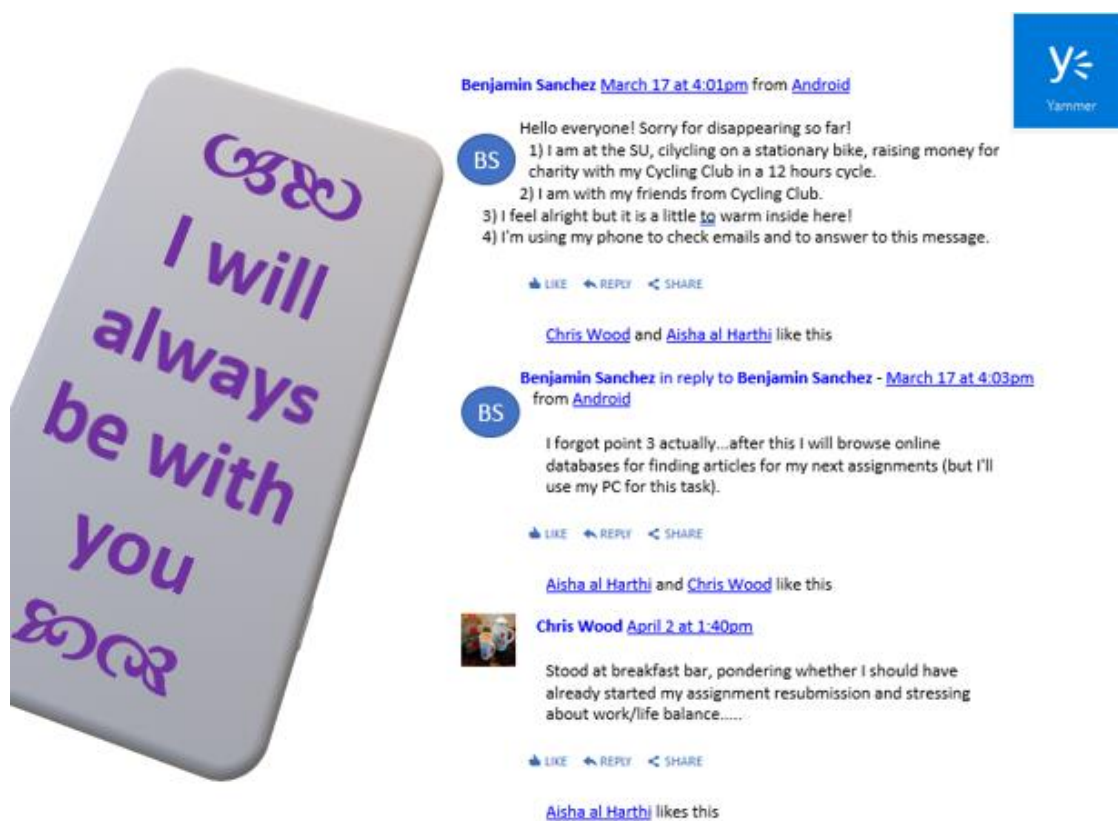 I will
always
be with
you
y
Yammer
Benjamin Sanchez March 17 at 4:01pm from Android
BS
Hello everyone! Sorry for disappearing so far!
1) I am at the SU, cilycling on a stationary bike, raising money for
charity with my Cycling Club in a 12 hours cycle.
2) I am with my friends from Cycling Club.
3) I feel alright but it is a little to warm inside here!
4) I'm using my phone to check emails and to answer to this message.
LIKE REPLY SHARE
Chris Wood and Aisha al Harthi like this
Benjamin Sanchez in reply to Benjamin Sanchez - March 17 at 4:03pm
from Android
BS
I forgot point 3 actually...after this I will browse online
databases for finding articles for my next assignments (but I'll
use my PC for this task).
LIKE REPLY SHARE
Aisha al Harthi and Chris Wood like this
Chris Wood April 2 at 1:40pm
Stood at breakfast bar, pondering whether I should have
already started my assignment resubmission and stressing
about work/life balance.....
LIKE REPLY SHARE
Aisha al Harthi likes this